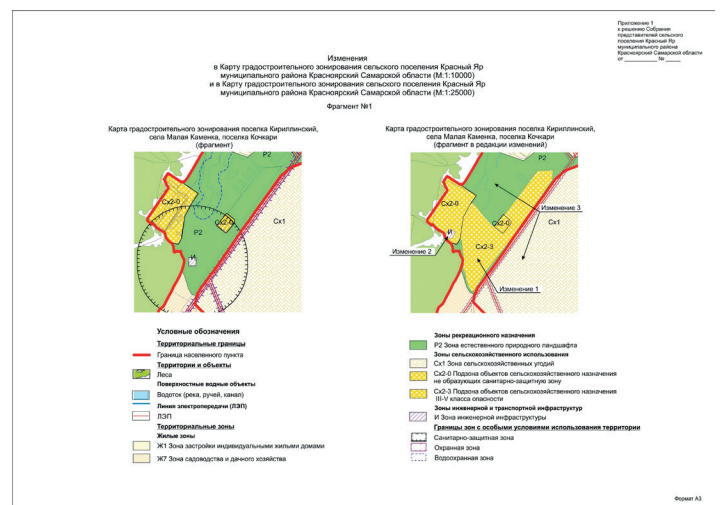 Приложение 1
к решению Собрания
представителей сельского
поселения Красный Яр
муниципального района
Красноярский Самарской области
от __________ № _____
Изменения
в Карту градостроительного зонирования сельского поселения Красный Яр
муниципального района Красноярский Самарской области (М:1:10000)
и в Карту градостроительного зонирования сельского поселения Красный Яр
муниципального района Красноярский Самарской области (М:1:25000)
Фрагмент №1
Карта градостроительного зонирования поселка Кириллинский,
села Малая Каменка, поселка Кочкари
(фрагмент)
Р2
Сх2-0
Сх2-0
Сх1
Р2
И
Карта градостроительного зонирования поселка Кириллинский,
села Малая Каменка, поселка Кочкари
(фрагмент в редакции изменений)
Р2
Сх2-0
Изменение 3
Сх2-0
Сх1
И
Сх2-3
Изменение 2
Изменение 1
Условные обозначения
Территориальные границы
Граница населенного пункта
Территории и объекты
Леса
Поверхностные водные объекты
Водоток (река, ручей, канал)
Линия электропередачи (ЛЭП)
ЛЭП
Территориальные зоны
Жилые зоны
Ж1 Зона застройки индивидуальными жилыми домами
Ж7 Зона садоводства и дачного хозяйства
Зоны рекреационного назначения
Р2 Зона естественного природного ландшафта
Зоны сельскохозяйственного использования
Сх1 Зона сельскохозяйственных угодий
Сх2-0 Подзона объектов сельскохозяйственного назначения
не образующих санитарно-защитную зону
Сх2-3 Подзона объектов сельскохозяйственного назначения
III-V класса опасности
Зоны инженерной и транспортной инфраструктур
И Зона инженерной инфраструктуры
Границы зон с особыми условиями использования территории
Санитарно-защитная зона
Охранная зона
Водоохранная зона
Формат А3